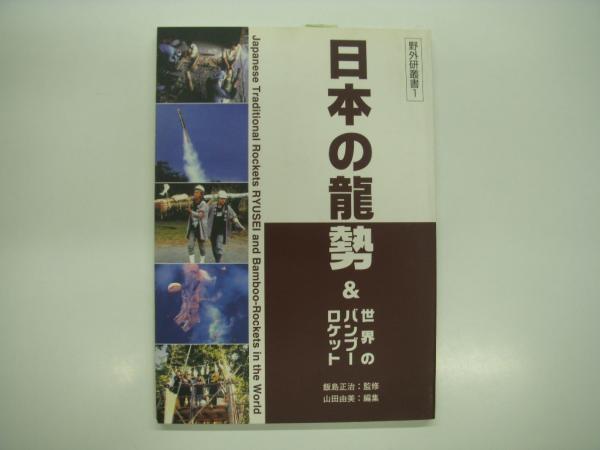 野外研叢書1
日本の龍勢
&
世界の
バンブー
ロケット
飯島正治：監修
山田由美：編集
Japanese Traditional Rockets RYUSEI and Bamboo-Rockets in the World